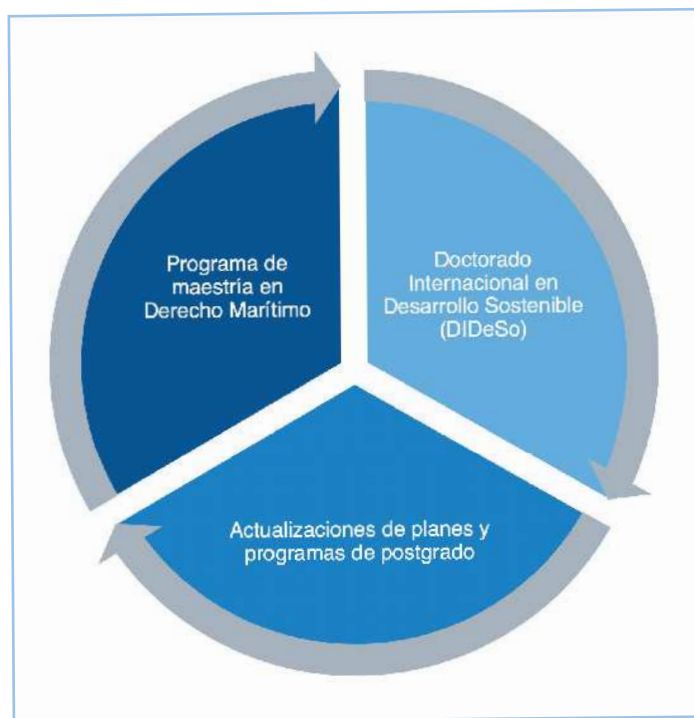 Programa de
maestría en
Derecho Marítimo
Doctorado
Internacional en
Desarrollo Sostenible
(DIDeSo)
Actualizaciones de planes y
programas de postgrado